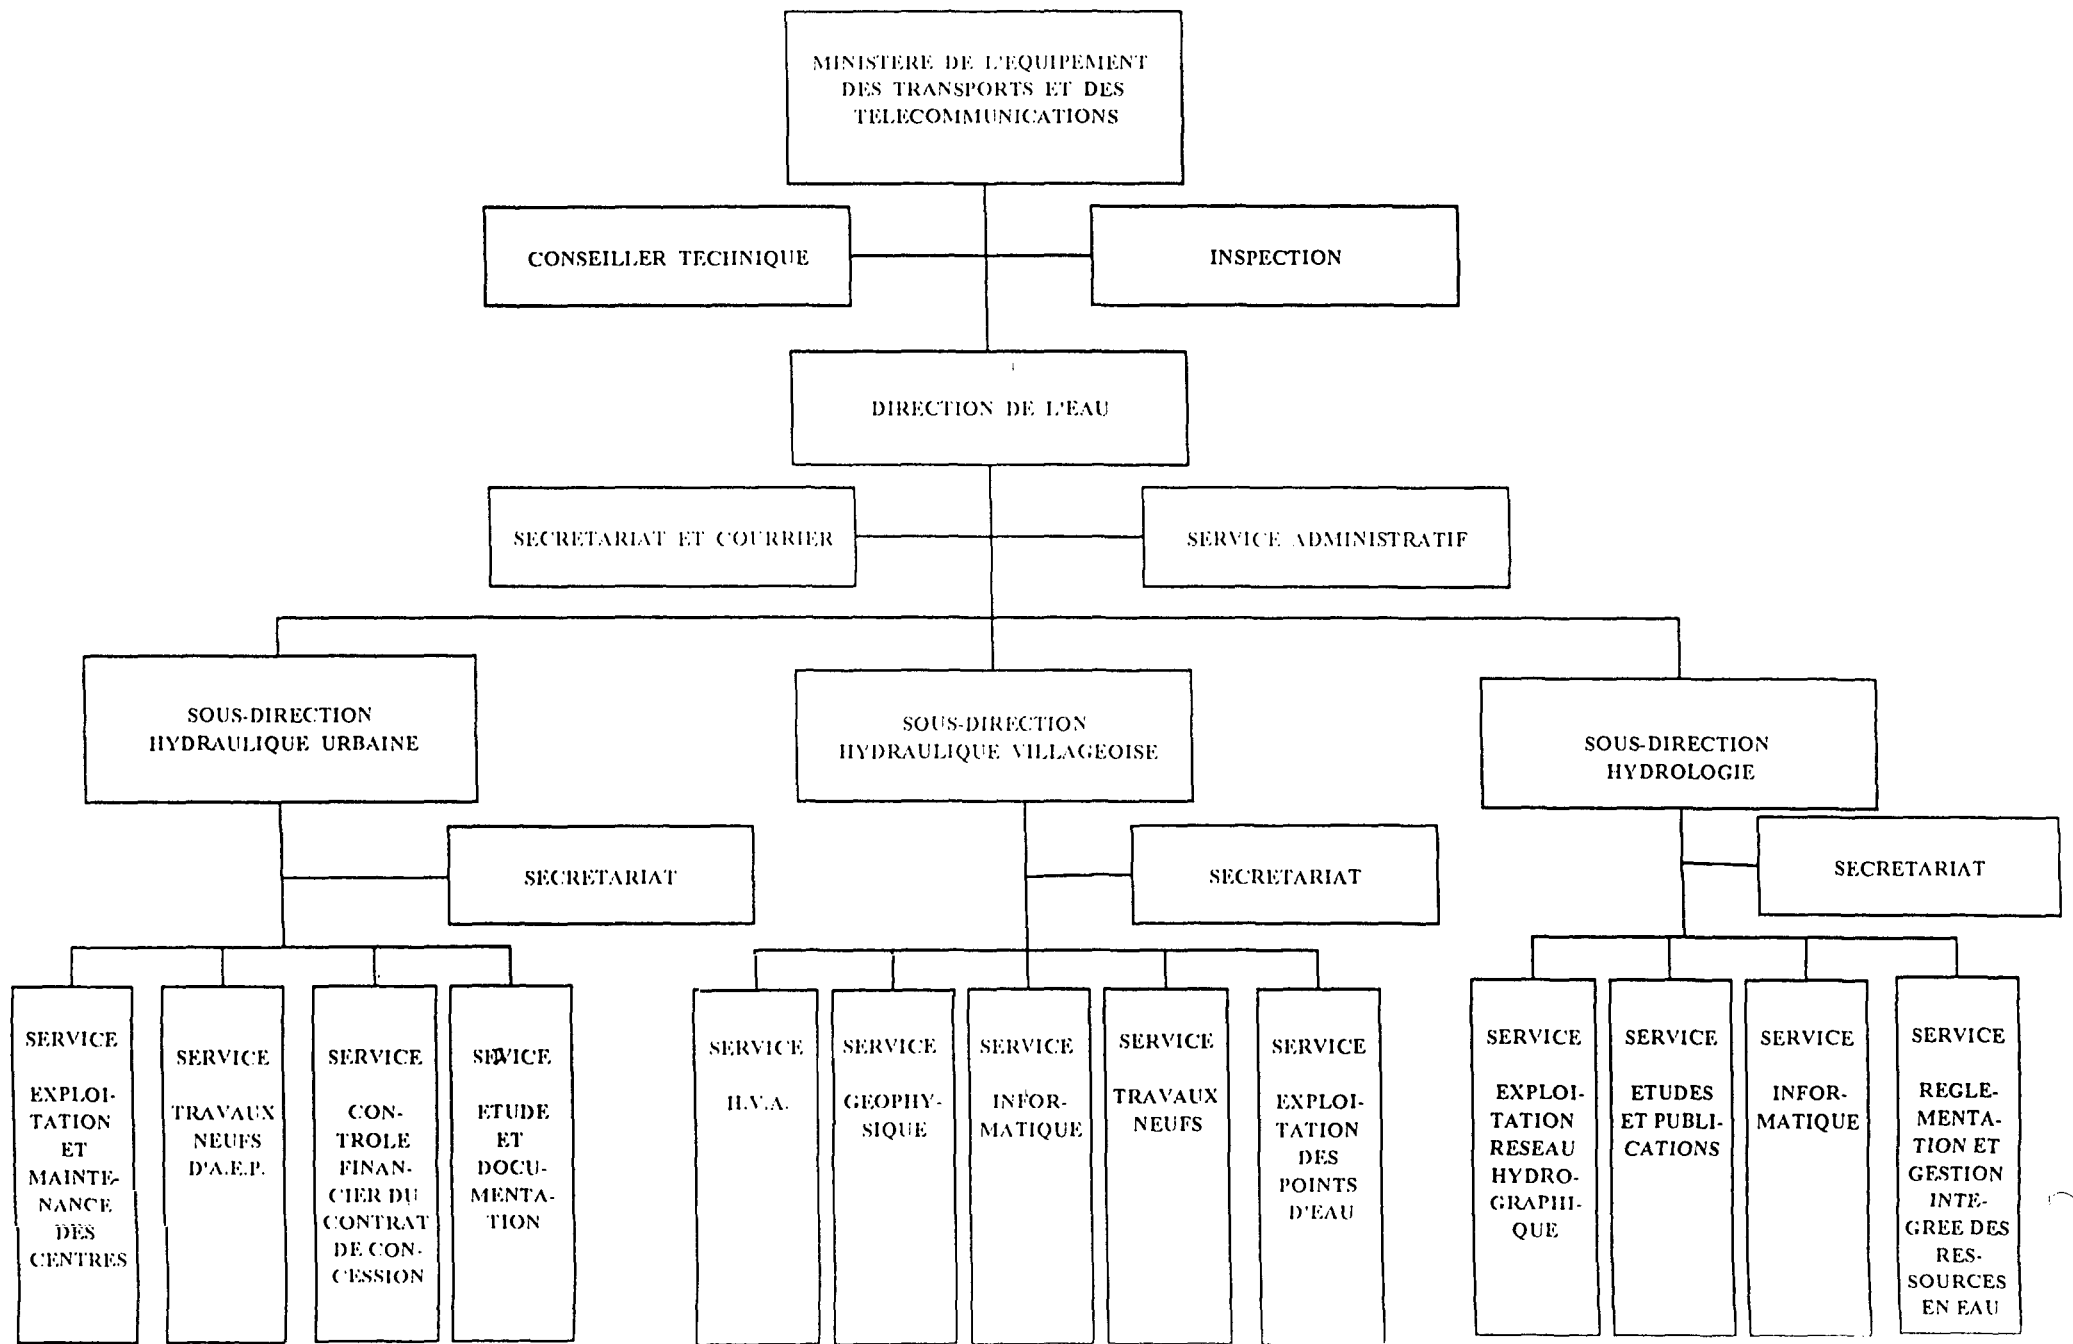 MINISTERE DE L'EQUIPEMENT
DES TRANSPORTS ET DES
TELECOMMUNICATIONS
CONSEILLER TECHNIQUE
INSPECTION
DIRECTION DE L'EAU
SECRETARIAT ET COURRIER
SERVICE ADMINISTRATIF
SOUS-DIRECTION
HYDRAULIQUE URBAINE
SOUS-DIRECTION
HYDRAULIQUE VILLAGEOISE
SOUS-DIRECTION
HYDROLOGIE
SECRETARIAT
SECRETARIAT
SECRETARIAT
SERVICE
EXPLOI-
TATION
ET
MAINTE-
NANCE
DES
CENTRES
SERVICE
TRAVAUX
NEUFS
D'A.E.P.
SERVICE
CON-
TROLE
FINAN-
CIER DU
CONTRAT
DE CON-
CESSION
SERVICE
ETUDE
ET
DOCU-
MENTA-
TION
SERVICE
H.V.A.
SERVICE
GEOPHY-
SIQUE
SERVICE
INFOR-
MATIQUE
SERVICE
TRAVAUX
NEUFS
SERVICE
EXPLOI-
TATION
DES
POINTS
D'EAU
SERVICE
EXPLOI-
TATION
RESEAU
HYDRO-
GRAPHI-
QUE
SERVICE
ETUDES
ET PUBLI-
CATIONS
SERVICE
INFOR-
MATIQUE
SERVICE
REGLE-
MENTA-
TION ET
GESTION
INTE-
GREE DES
RES-
SOURCES
EN EAU